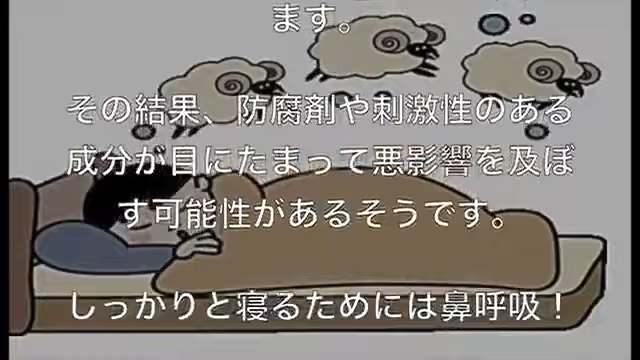 ます。
その結果、防腐剤や刺激性のある
成分が目にたまって悪影響を及ぼ
す可能性があるそうです。
しっかりと寝るためには鼻呼吸！